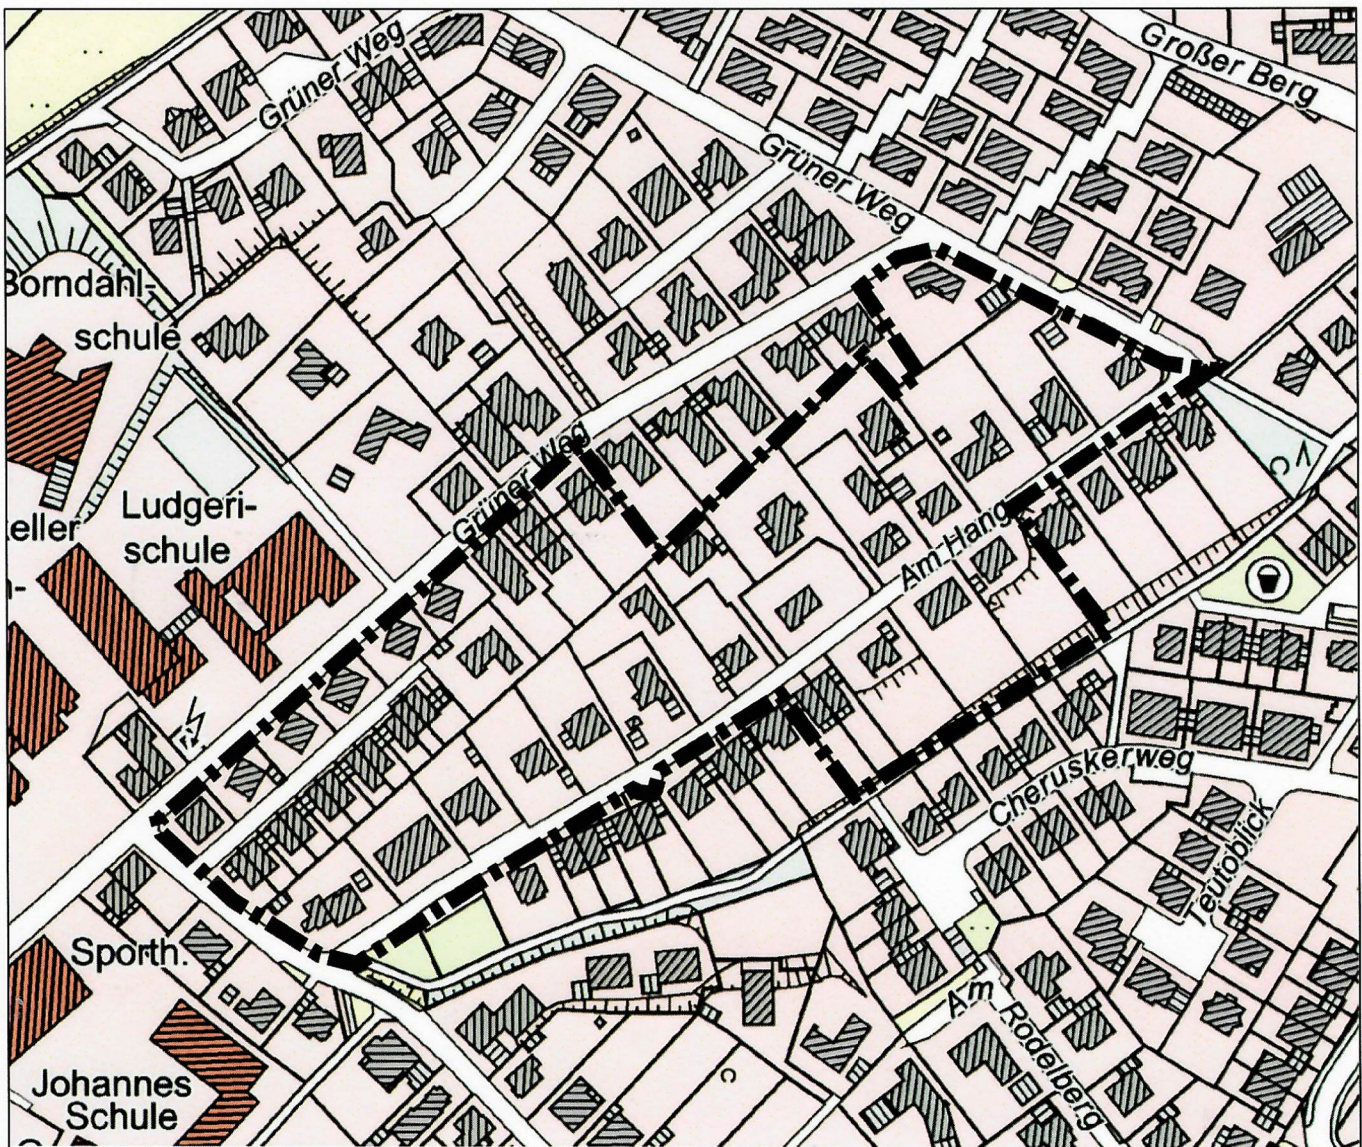 Großer Berg
Grüner Weg
Grüner Weg
Borndahl-
schule
Grüner Weg
Ludgeri-
schule
Am Hang
Cheruskerweg
Teutoblick
Sporth.
Am Rodelberg
Johannes
Schule